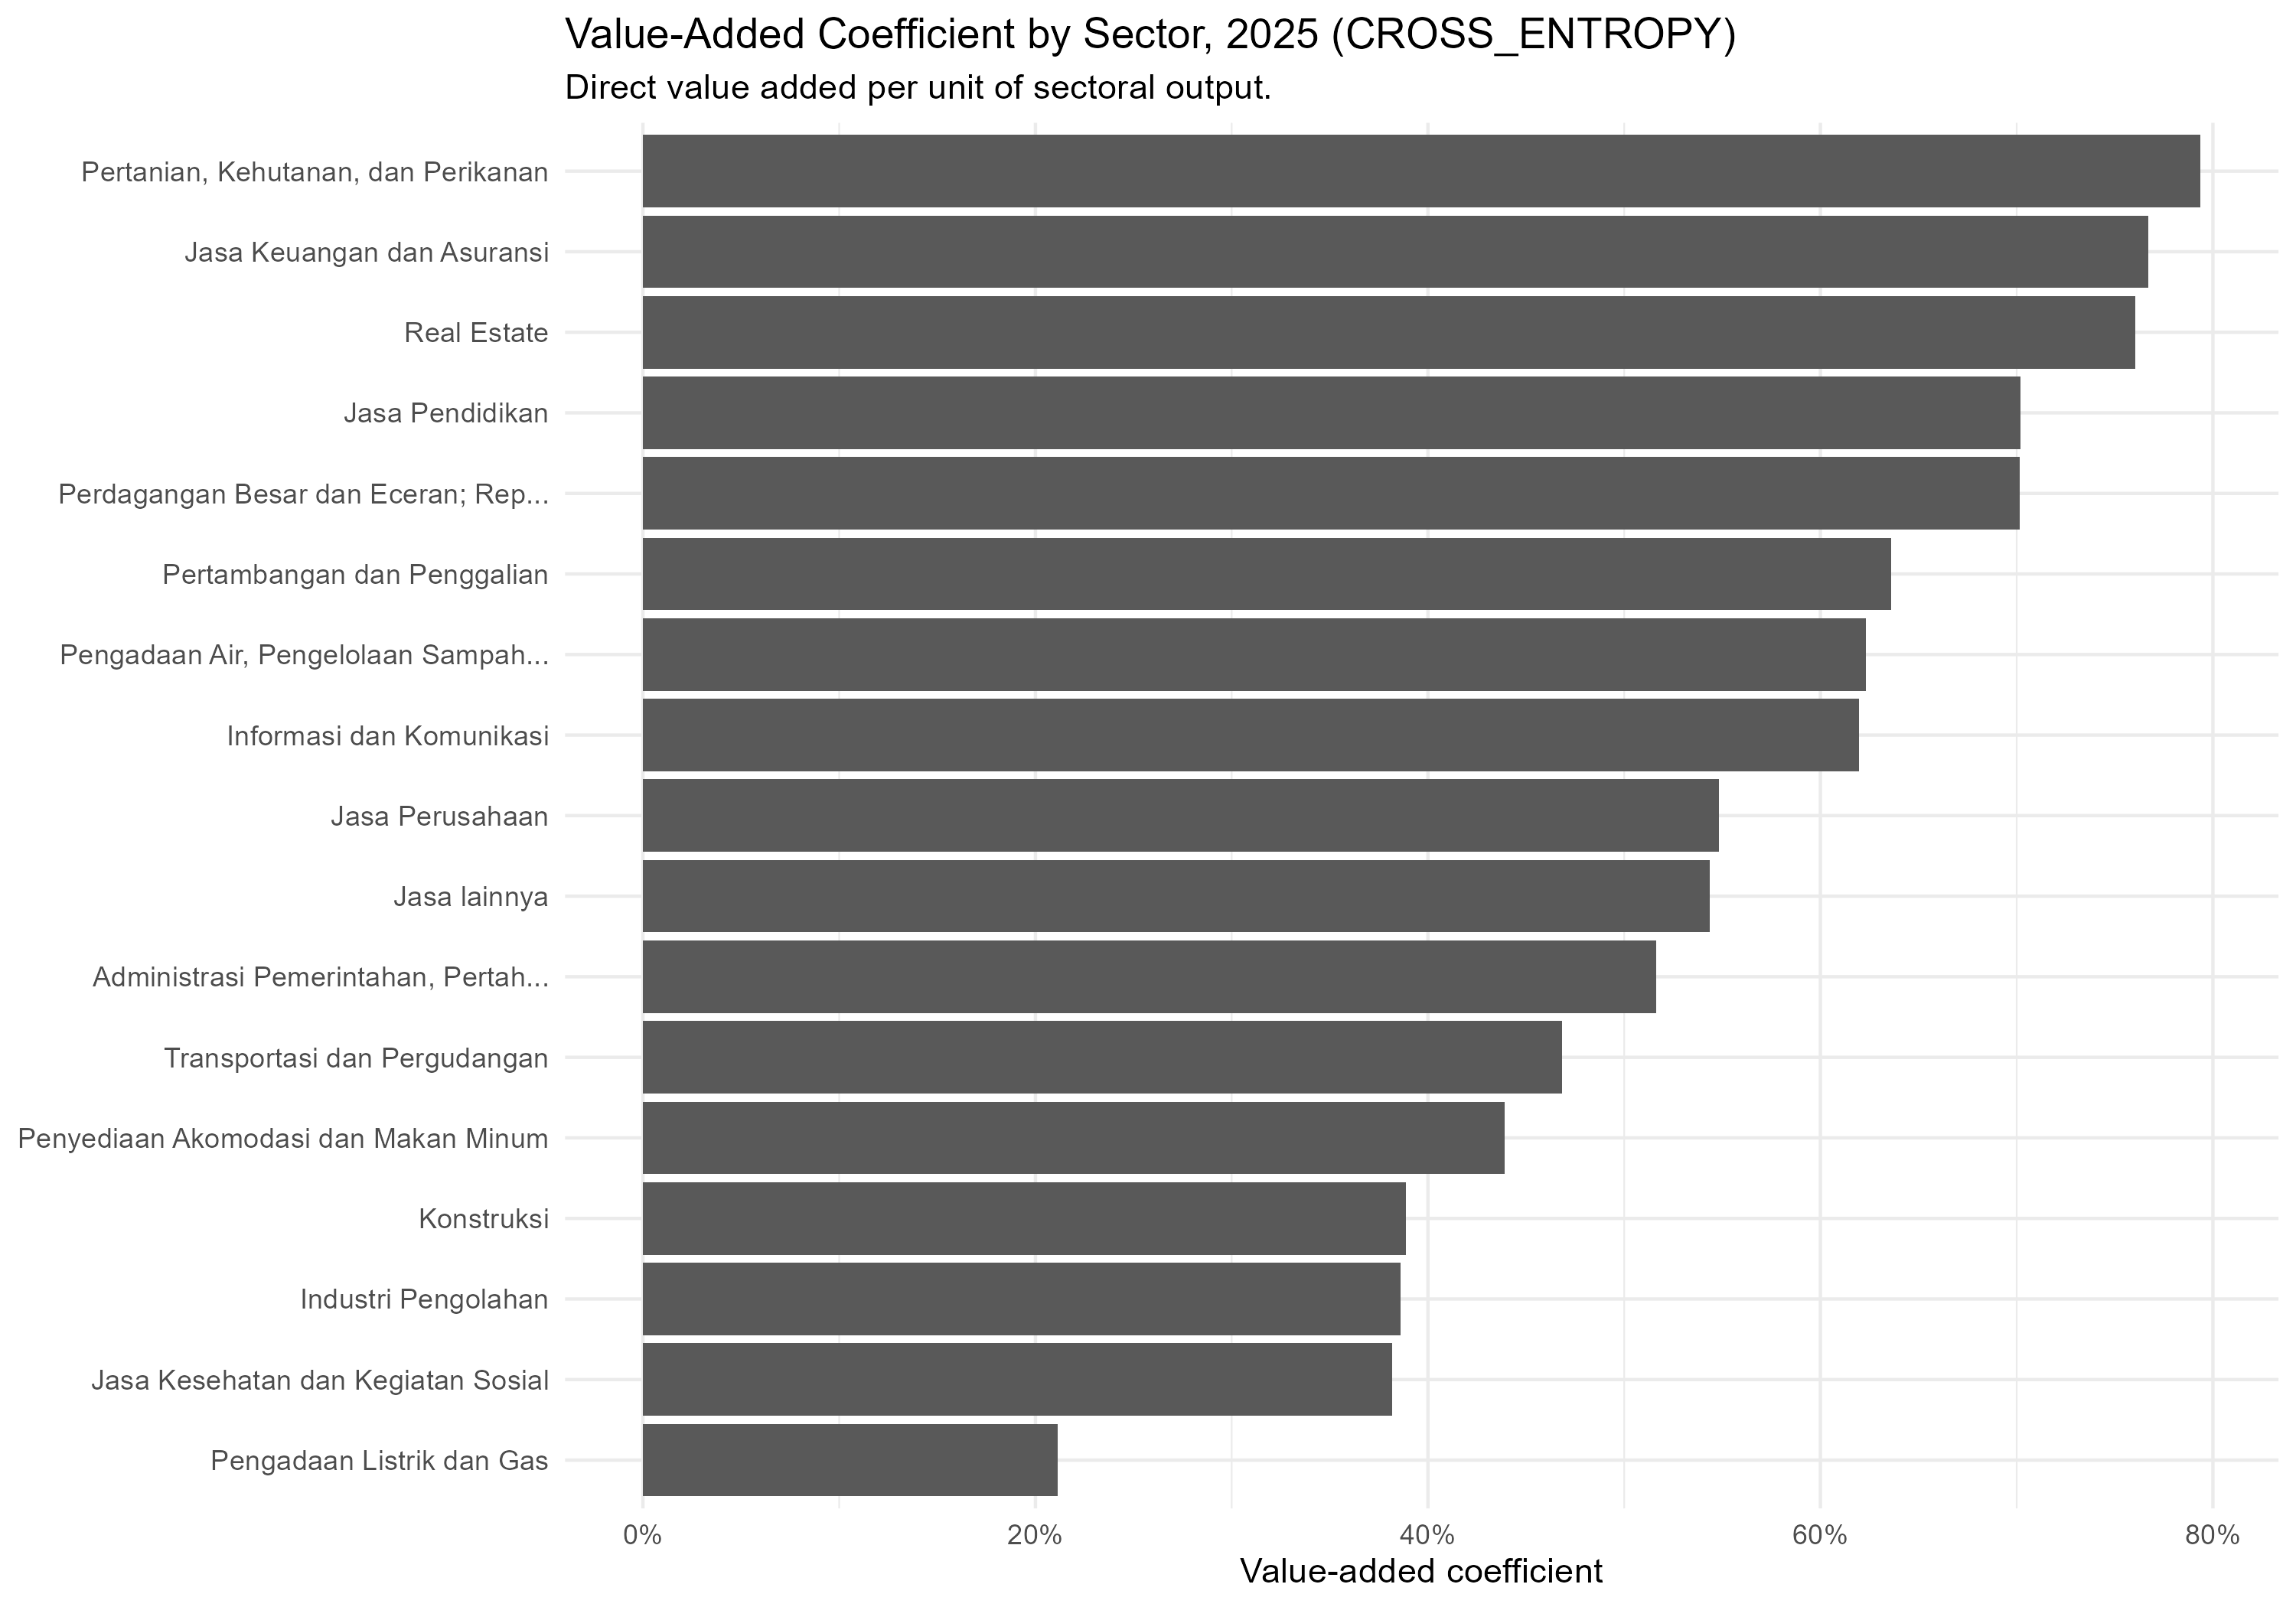 Value-Added Coefficient by Sector, 2025 (CROSS_ENTROPY)
Direct value added per unit of sectoral output.
Pertanian, Kehutanan, dan Perikanan
Jasa Keuangan dan Asuransi
Real Estate
Jasa Pendidikan
Perdagangan Besar dan Eceran; Rep...
Pertambangan dan Penggalian
Pengadaan Air, Pengelolaan Sampah...
Informasi dan Komunikasi
Jasa Perusahaan
Jasa lainnya
Administrasi Pemerintahan, Pertah...
Transportasi dan Pergudangan
Penyediaan Akomodasi dan Makan Minum
Konstruksi
Industri Pengolahan
Jasa Kesehatan dan Kegiatan Sosial
Pengadaan Listrik dan Gas
0% 20% 40% 60% 80%
Value-added coefficient